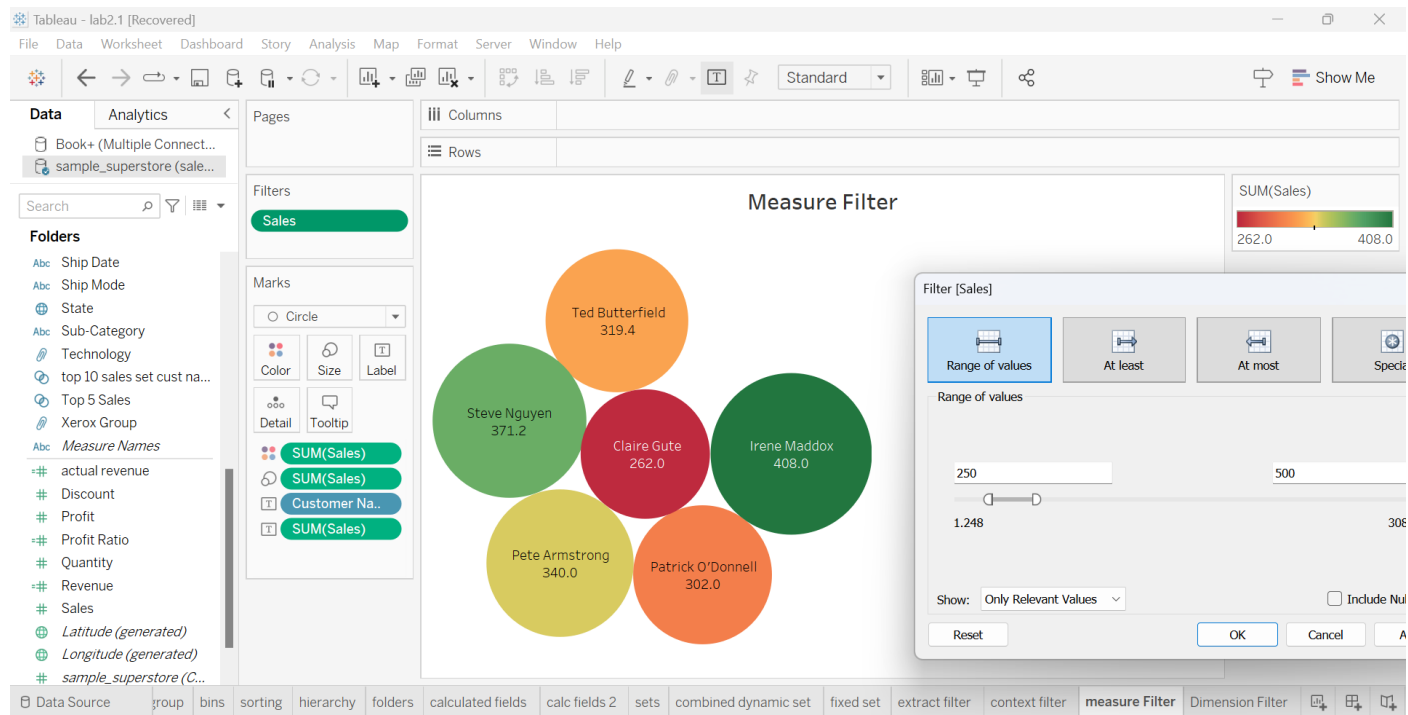 Tableau - lab2.1 [Recovered]
File Data Worksheet Dashboard Story Analysis Map Format Server Window Help
Standard
Show Me
Data Analytics
Book+ (Multiple Connect...
sample_superstore (sale...
Search
Folders
Abc Ship Date
Abc Ship Mode
State
Abc Sub-Category
Technology
top 10 sales set cust na...
Top 5 Sales
Xerox Group
Abc Measure Names
=# actual revenue
# Discount
# Profit
=# Profit Ratio
# Quantity
=# Revenue
# Sales
Latitude (generated)
Longitude (generated)
# sample_superstore (C...
Pages
Filters
Sales
Marks
Circle
Color Size Label
Detail Tooltip
SUM(Sales)
SUM(Sales)
Customer Na..
SUM(Sales)
Columns
Rows
Measure Filter
Ted Butterfield
319.4
Steve Nguyen
371.2
Claire Gute
262.0
Irene Maddox
408.0
Pete Armstrong
340.0
Patrick O'Donnell
302.0
SUM(Sales)
262.0 408.0
Filter [Sales]
Range of values At least At most Specia
Range of values
250 500
1.248 308
Show: Only Relevant Values Include Nul
Reset OK Cancel A
Data Source group bins sorting hierarchy folders calculated fields calc fields 2 sets combined dynamic set fixed set extract filter context filter measure Filter Dimension Filter